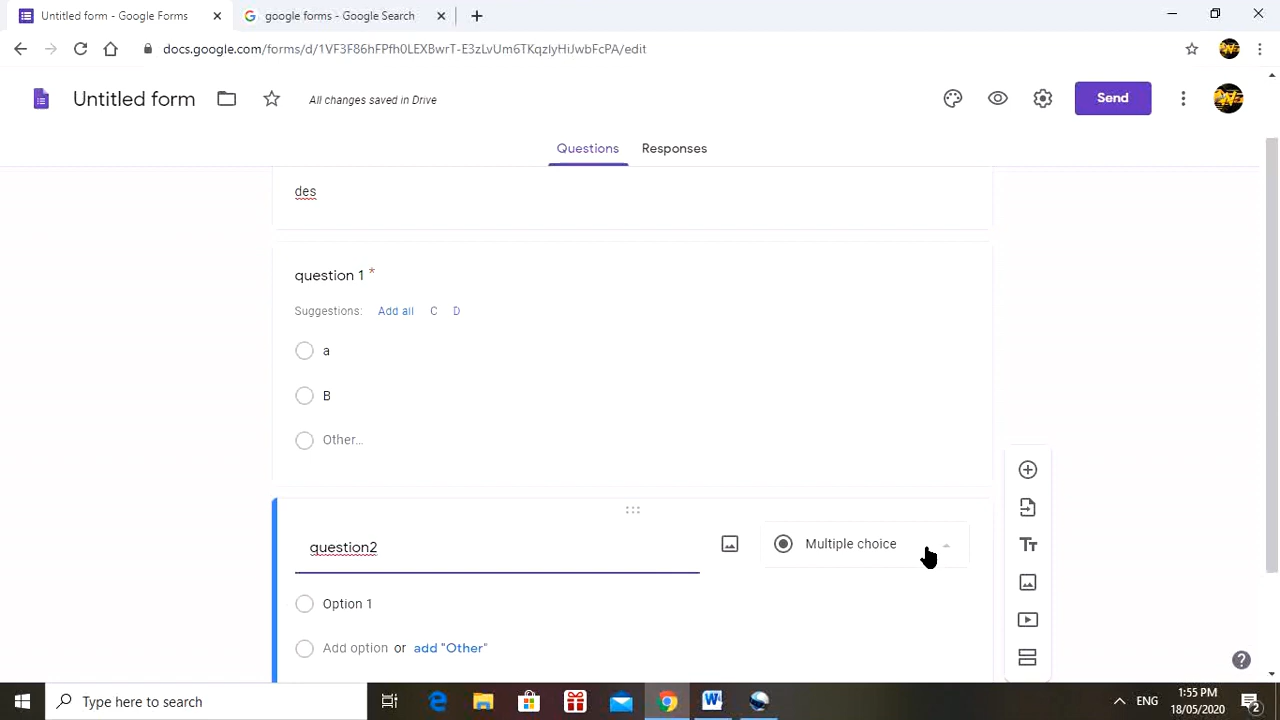 Untitled form - Google Forms
google forms - Google Search
docs.google.com/forms/d/1VF3F86hFPfh0LEXBwrT-E3zLvUm6TKqzIyHiJwbFcPA/edit
Untitled form
All changes saved in Drive
Send
Questions
Responses
des
question 1 *
Suggestions: Add all C D
a
B
Other...
question2
Multiple choice
Option 1
Add option or add "Other"
Type here to search
ENG
1:55 PM
18/05/2020
2